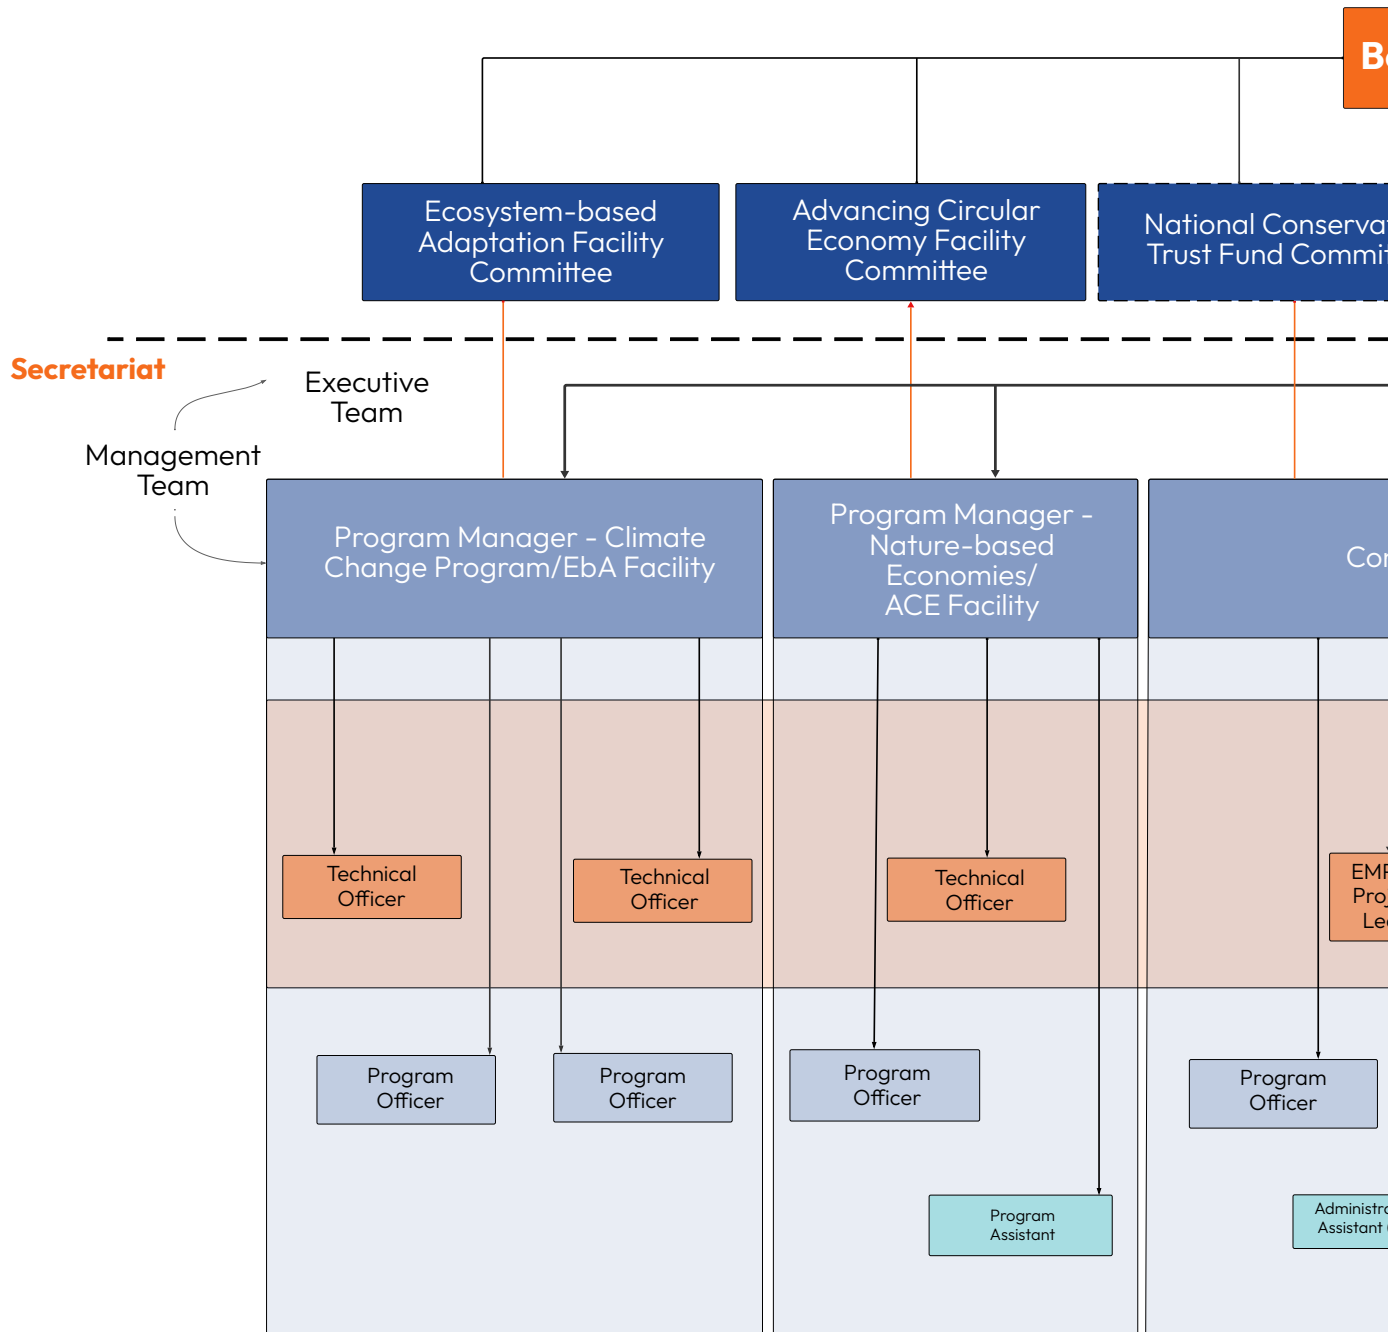 Ecosystem-based
Adaptation Facility
Committee
Advancing Circular
Economy Facility
Committee
National
Trust Fund
Secretariat
Executive
Team
Management
Team
Program Manager - Climate
Change Program/EbA Facility
Program Manager -
Nature-based
Economies/
ACE Facility
Technical
Officer
Technical
Officer
Technical
Officer
Program
Officer
Program
Officer
Program
Officer
Program
Officer
Program
Assistant
Assistant